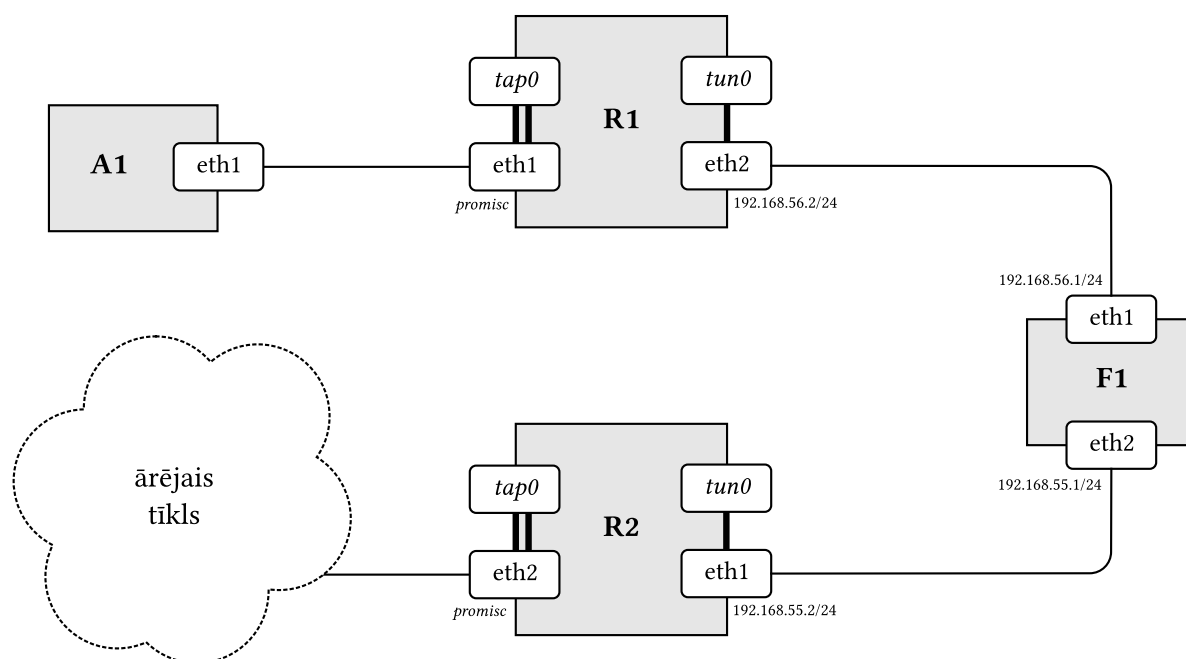 tap0
tun0
R1
A1
eth1
eth1
eth2
promisc
192.168.56.2/24
192.168.56.1/24
eth1
F1
eth2
192.168.55.1/24
ārējais
tīkls
tap0
tun0
R2
eth2
eth1
promisc
192.168.55.2/24